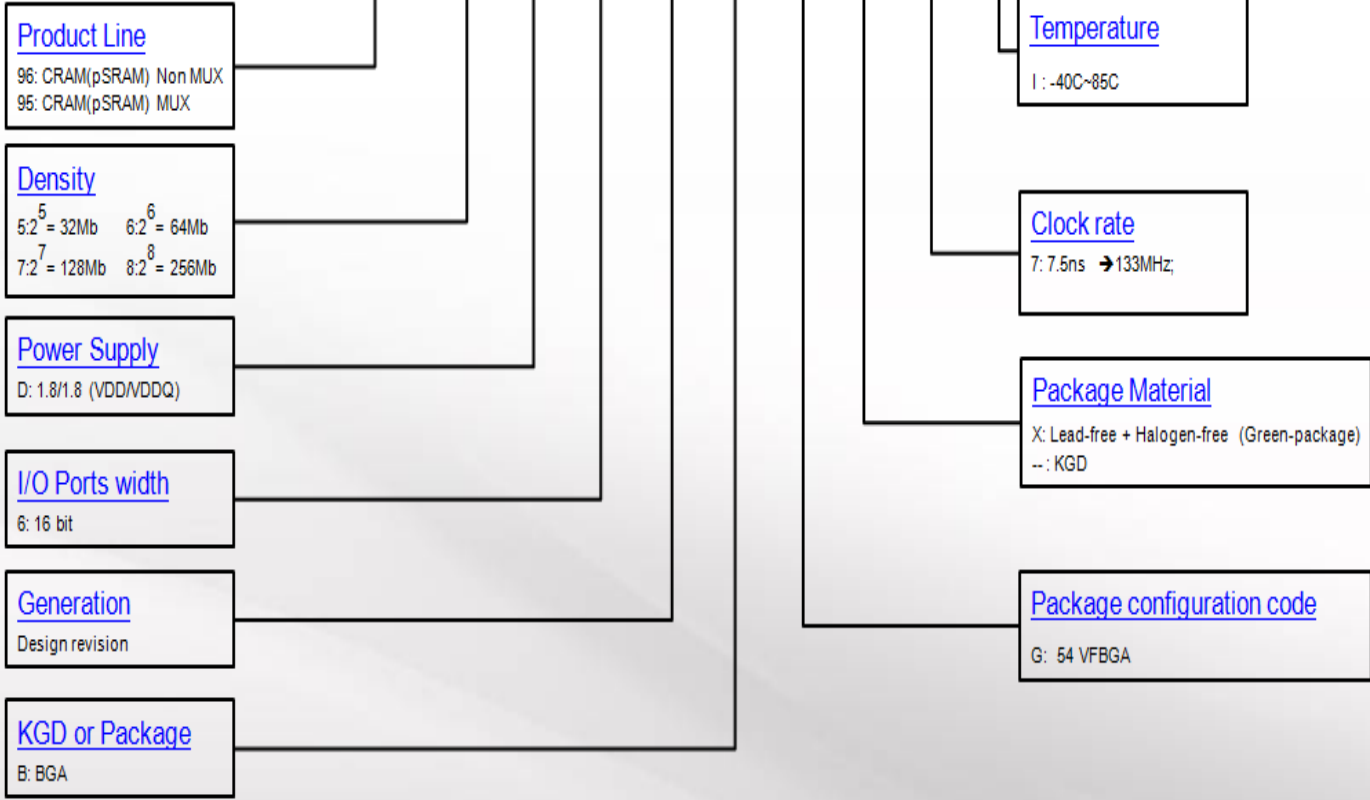 Product Line
96: CRAM(pSRAM) Non MUX
95: CRAM(pSRAM) MUX
Density
5:2^5 = 32Mb 6:2^6 = 64Mb
7:2^7 = 128Mb 8:2^8 = 256Mb
Power Supply
D: 1.8/1.8 (VDD/VDDQ)
I/O Ports width
6: 16 bit
Generation
Design revision
KGD or Package
B: BGA
Temperature
I : -40C~85C
Clock rate
7: 7.5ns ➔133MHz;
Package Material
X: Lead-free + Halogen-free (Green-package)
-- : KGD
Package configuration code
G: 54 VFBGA